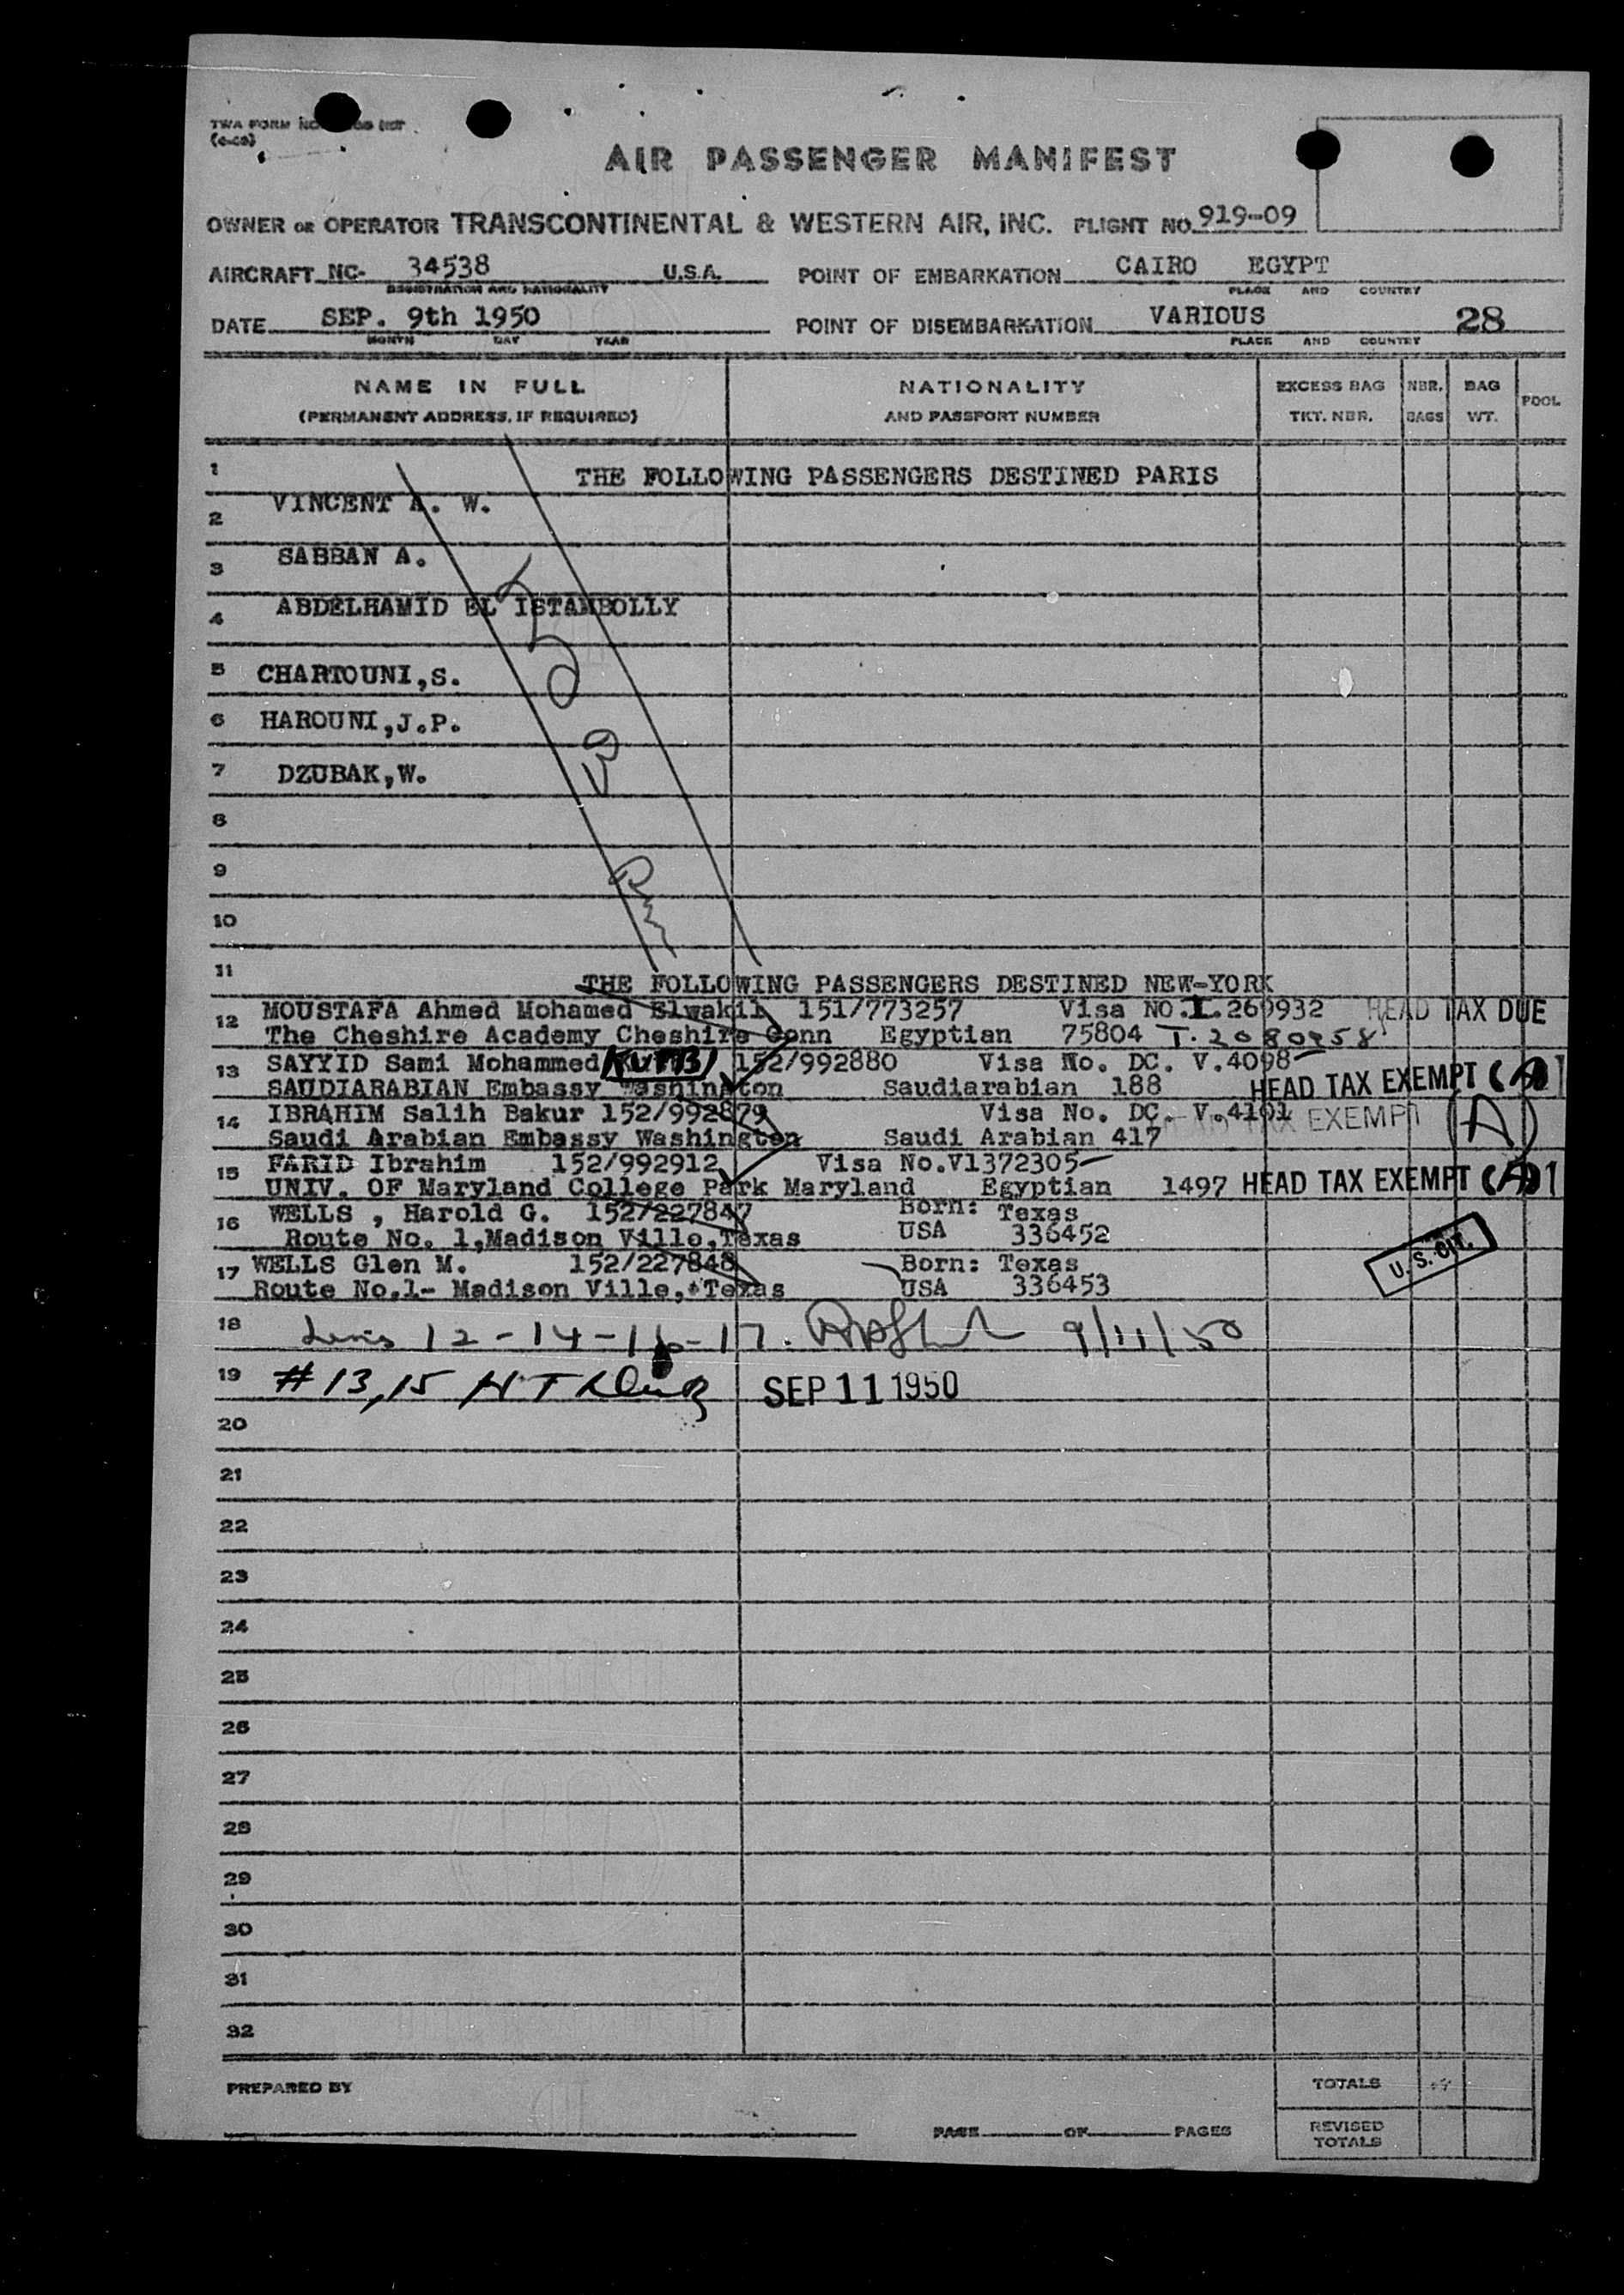 TWA FORM
AIR PASSENGER MANIFEST
OWNER OR OPERATOR TRANSCONTINENTAL & WESTERN AIR, INC. FLIGHT NO. 919-09
AIRCRAFT NC- 34538 U.S.A. POINT OF EMBARKATION CAIRO EGYPT
REGISTRATION AND NATIONALITY PLACE AND COUNTRY
DATE SEP. 9th 1950 POINT OF DISEMBARKATION VARIOUS 28
MONTH DAY YEAR PLACE AND COUNTRY
NAME IN FULL NATIONALITY EXCESS BAG NBR. BAG POOL
(PERMANENT ADDRESS, IF REQUIRED) AND PASSPORT NUMBER TKT. NBR. BAGS WT.
1 THE FOLLOWING PASSENGERS DESTINED PARIS
2 VINCENT A. W.
3 SABBAN A.
4 ABDELHAMID EL ISTAMBOLLY
5 CHARTOUNI,S.
6 HAROUNI,J.P.
7 DZUBAK,W.
8
9
10
11 THE FOLLOWING PASSENGERS DESTINED NEW-YORK
12 MOUSTAFA Ahmed Mohamed Elwakil 151/773257 Visa NO.I.269932 HEAD TAX DUE
The Cheshire Academy Cheshire Conn Egyptian 75804
13 SAYYID Sami Mohammed (KUTBI) 152/992880 Visa No. DC. V.4098
SAUDIARABIAN Embassy Washington Saudiarabian 188 HEAD TAX EXEMPT (A)
14 IBRAHIM Salih Bakur 152/992879 Visa No. DC. V.4101
Saudi Arabian Embassy Washington Saudi Arabian 417 HEAD TAX EXEMPT (A)
15 FARID Ibrahim 152/992912 Visa No.V1372305
UNIV. OF Maryland College Park Maryland Egyptian 1497 HEAD TAX EXEMPT (A)
16 WELLS , Harold G. 152/227847 Born: Texas
Route No. 1,Madison Ville,Texas USA 336452
17 WELLS Glen M. 152/227848 Born: Texas U. S. CIT.
Route No.1- Madison Ville, Texas USA 336453
18 Lines 12-14-16-17. 9/11/50
19 #13,15 SEP 11 1950
20
21
22
23
24
25
26
27
28
29
30
31
32
PREPARED BY TOTALS
PAGE OF PAGES REVISED
TOTALS